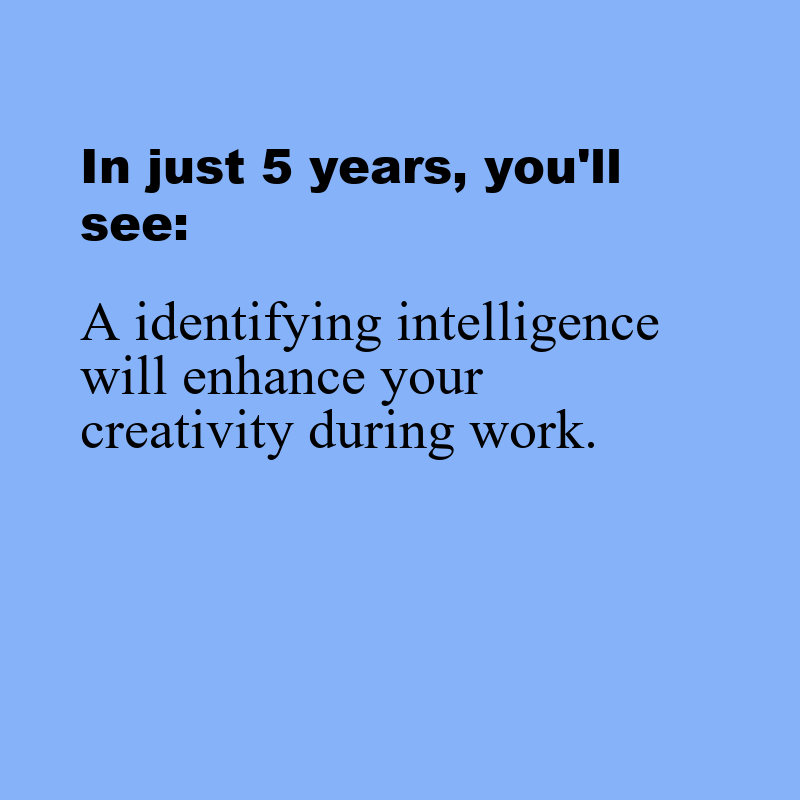 In just 5 years, you'll
see:
A identifying intelligence
will enhance your
creativity during work.